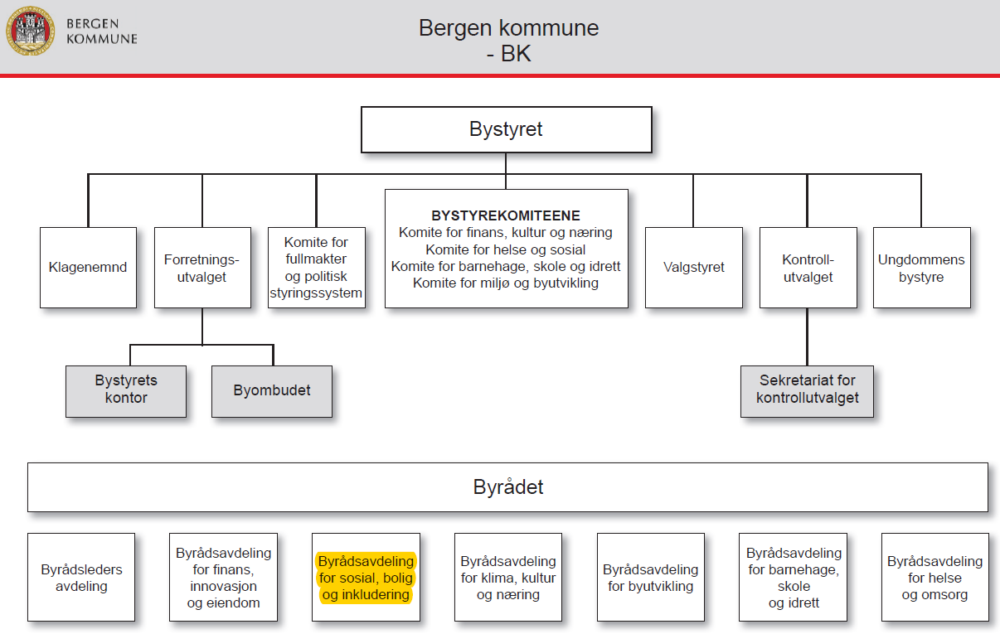 BERGEN
KOMMUNE
Bergen kommune
- BK
Bystyret
Klagenemnd
Forretnings-
utvalget
Komite for
fullmakter
og politisk
styringssystem
BYSTYREKOMITEENE
Komite for finans, kultur og næring
Komite for helse og sosial
Komite for barnehage, skole og idrett
Komite for miljø og byutvikling
Valgstyret
Kontroll-
utvalget
Ungdommens
bystyre
Bystyrets
kontor
Byombudet
Sekretariat for
kontrollutvalget
Byrådet
Byrådsleders
avdeling
Byrådsavdeling
for finans,
innovasjon
og eiendom
Byrådsavdeling
for sosial, bolig
og inkludering
Byrådsavdeling
for klima, kultur
og næring
Byrådsavdeling
for byutvikling
Byrådsavdeling
for barnehage,
skole
og idrett
Byrådsavdeling
for helse
og omsorg